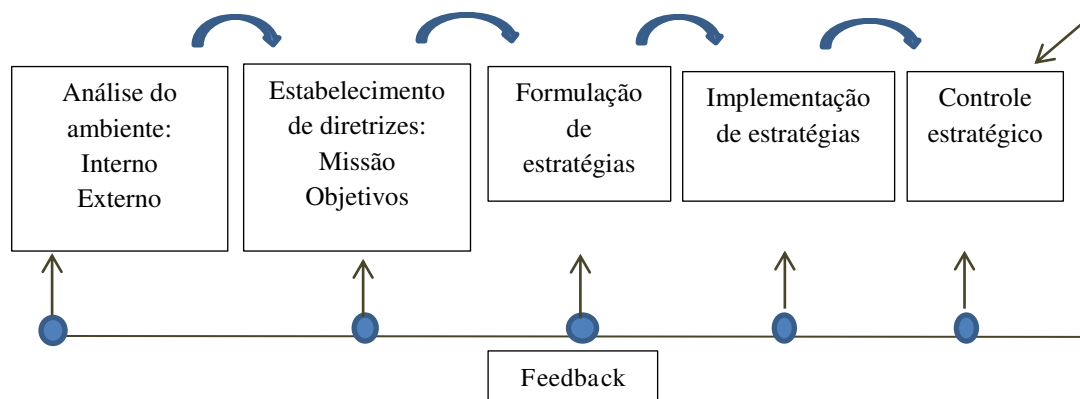 Análise do
ambiente:
Interno
Externo
Estabelecimento
de diretrizes:
Missão
Objetivos
Formulação
de
estratégias
Implementação
de estratégias
Controle
estratégico
Feedback